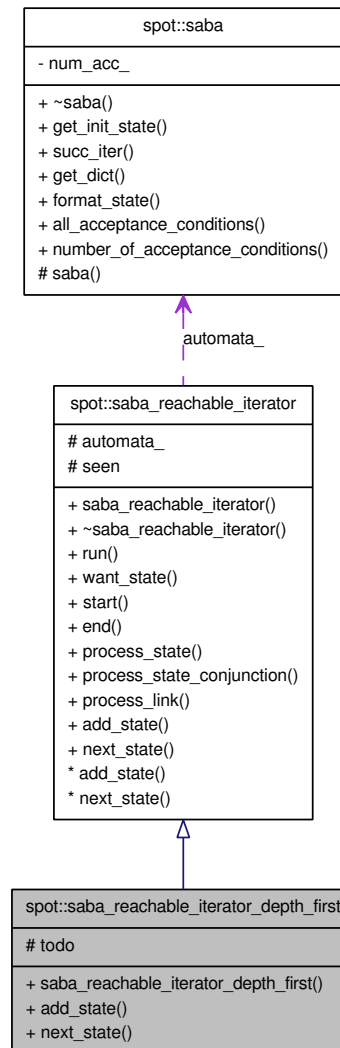 spot::saba
- num_acc_
+ ~saba()
+ get_init_state()
+ succ_iter()
+ get_dict()
+ format_state()
+ all_acceptance_conditions()
+ number_of_acceptance_conditions()
# saba()
automata_
spot::saba_reachable_iterator
# automata_
# seen
+ saba_reachable_iterator()
+ ~saba_reachable_iterator()
+ run()
+ want_state()
+ start()
+ end()
+ process_state()
+ process_state_conjunction()
+ process_link()
+ add_state()
+ next_state()
* add_state()
* next_state()
spot::saba_reachable_iterator_depth_first
# todo
+ saba_reachable_iterator_depth_first()
+ add_state()
+ next_state()